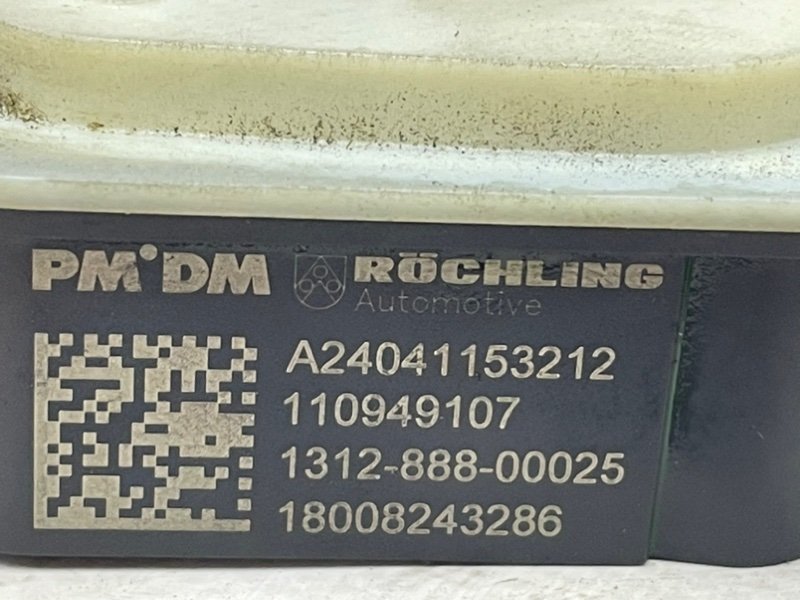 PM°DM RÖCHLING
Automotive
A24041153212
110949107
1312-888-00025
18008243286